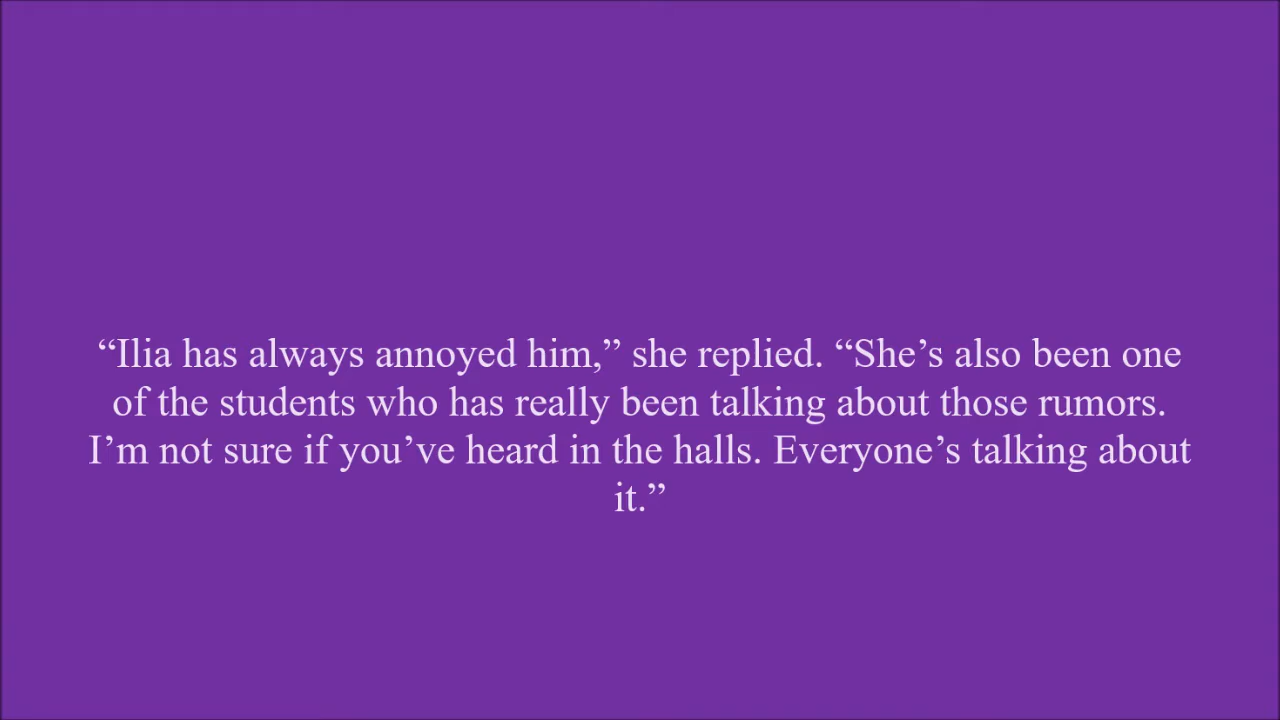 “Ilia has always annoyed him,” she replied. “She’s also been one
of the students who has really been talking about those rumors.
I’m not sure if you’ve heard in the halls. Everyone’s talking about
it.”